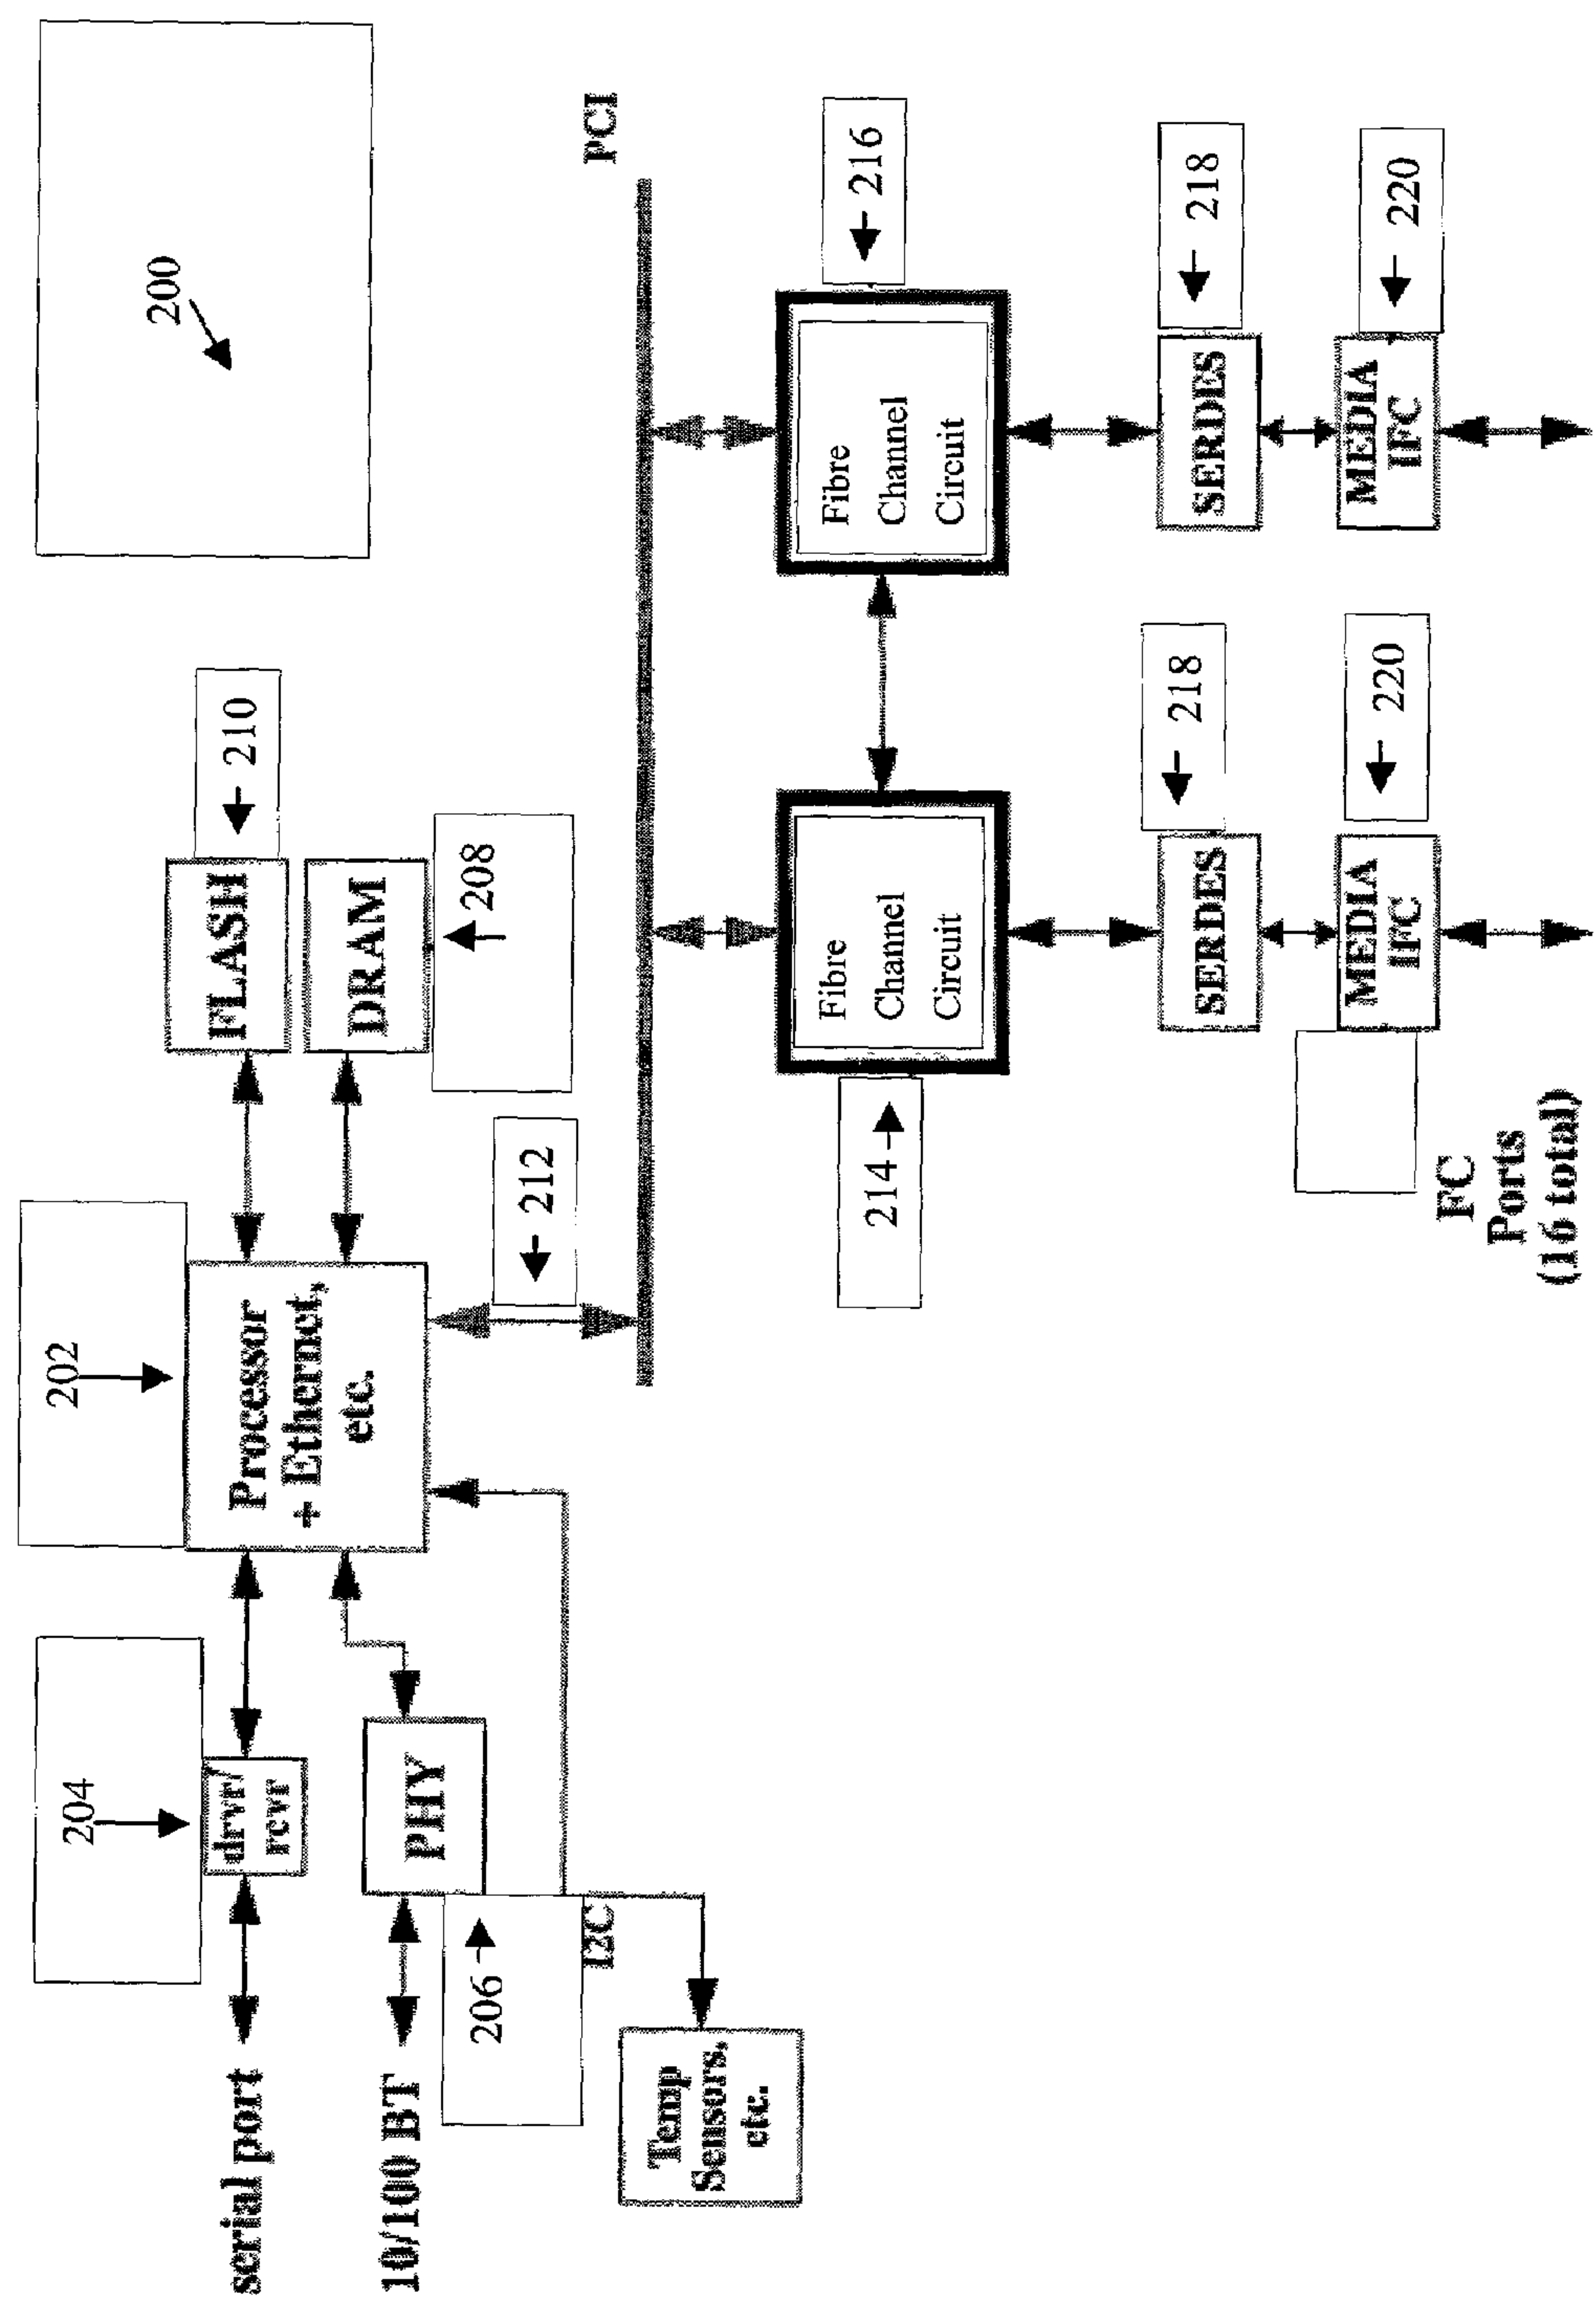 200
204
202
serial port
drvr/
rcvr
Processor
+ Ethernet,
etc.
FLASH
210
10/100 BT
PHY
DRAM
208
206
I2C
212
Temp
Sensors,
etc.
PCI
214
Fibre
Channel
Circuit
Fibre
Channel
Circuit
216
SERDES
218
SERDES
218
MEDIA
IFC
220
MEDIA
IFC
220
FC
Ports
(16 total)